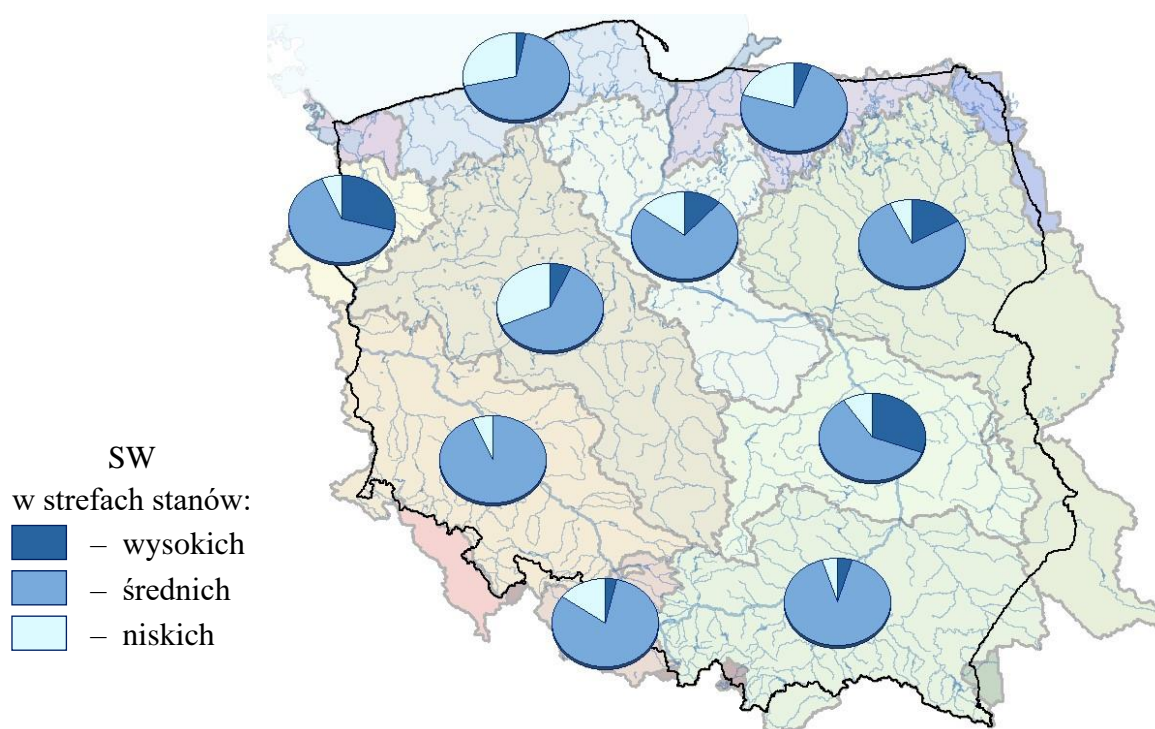 SW
w strefach stanów:
– wysokich
– średnich
– niskich